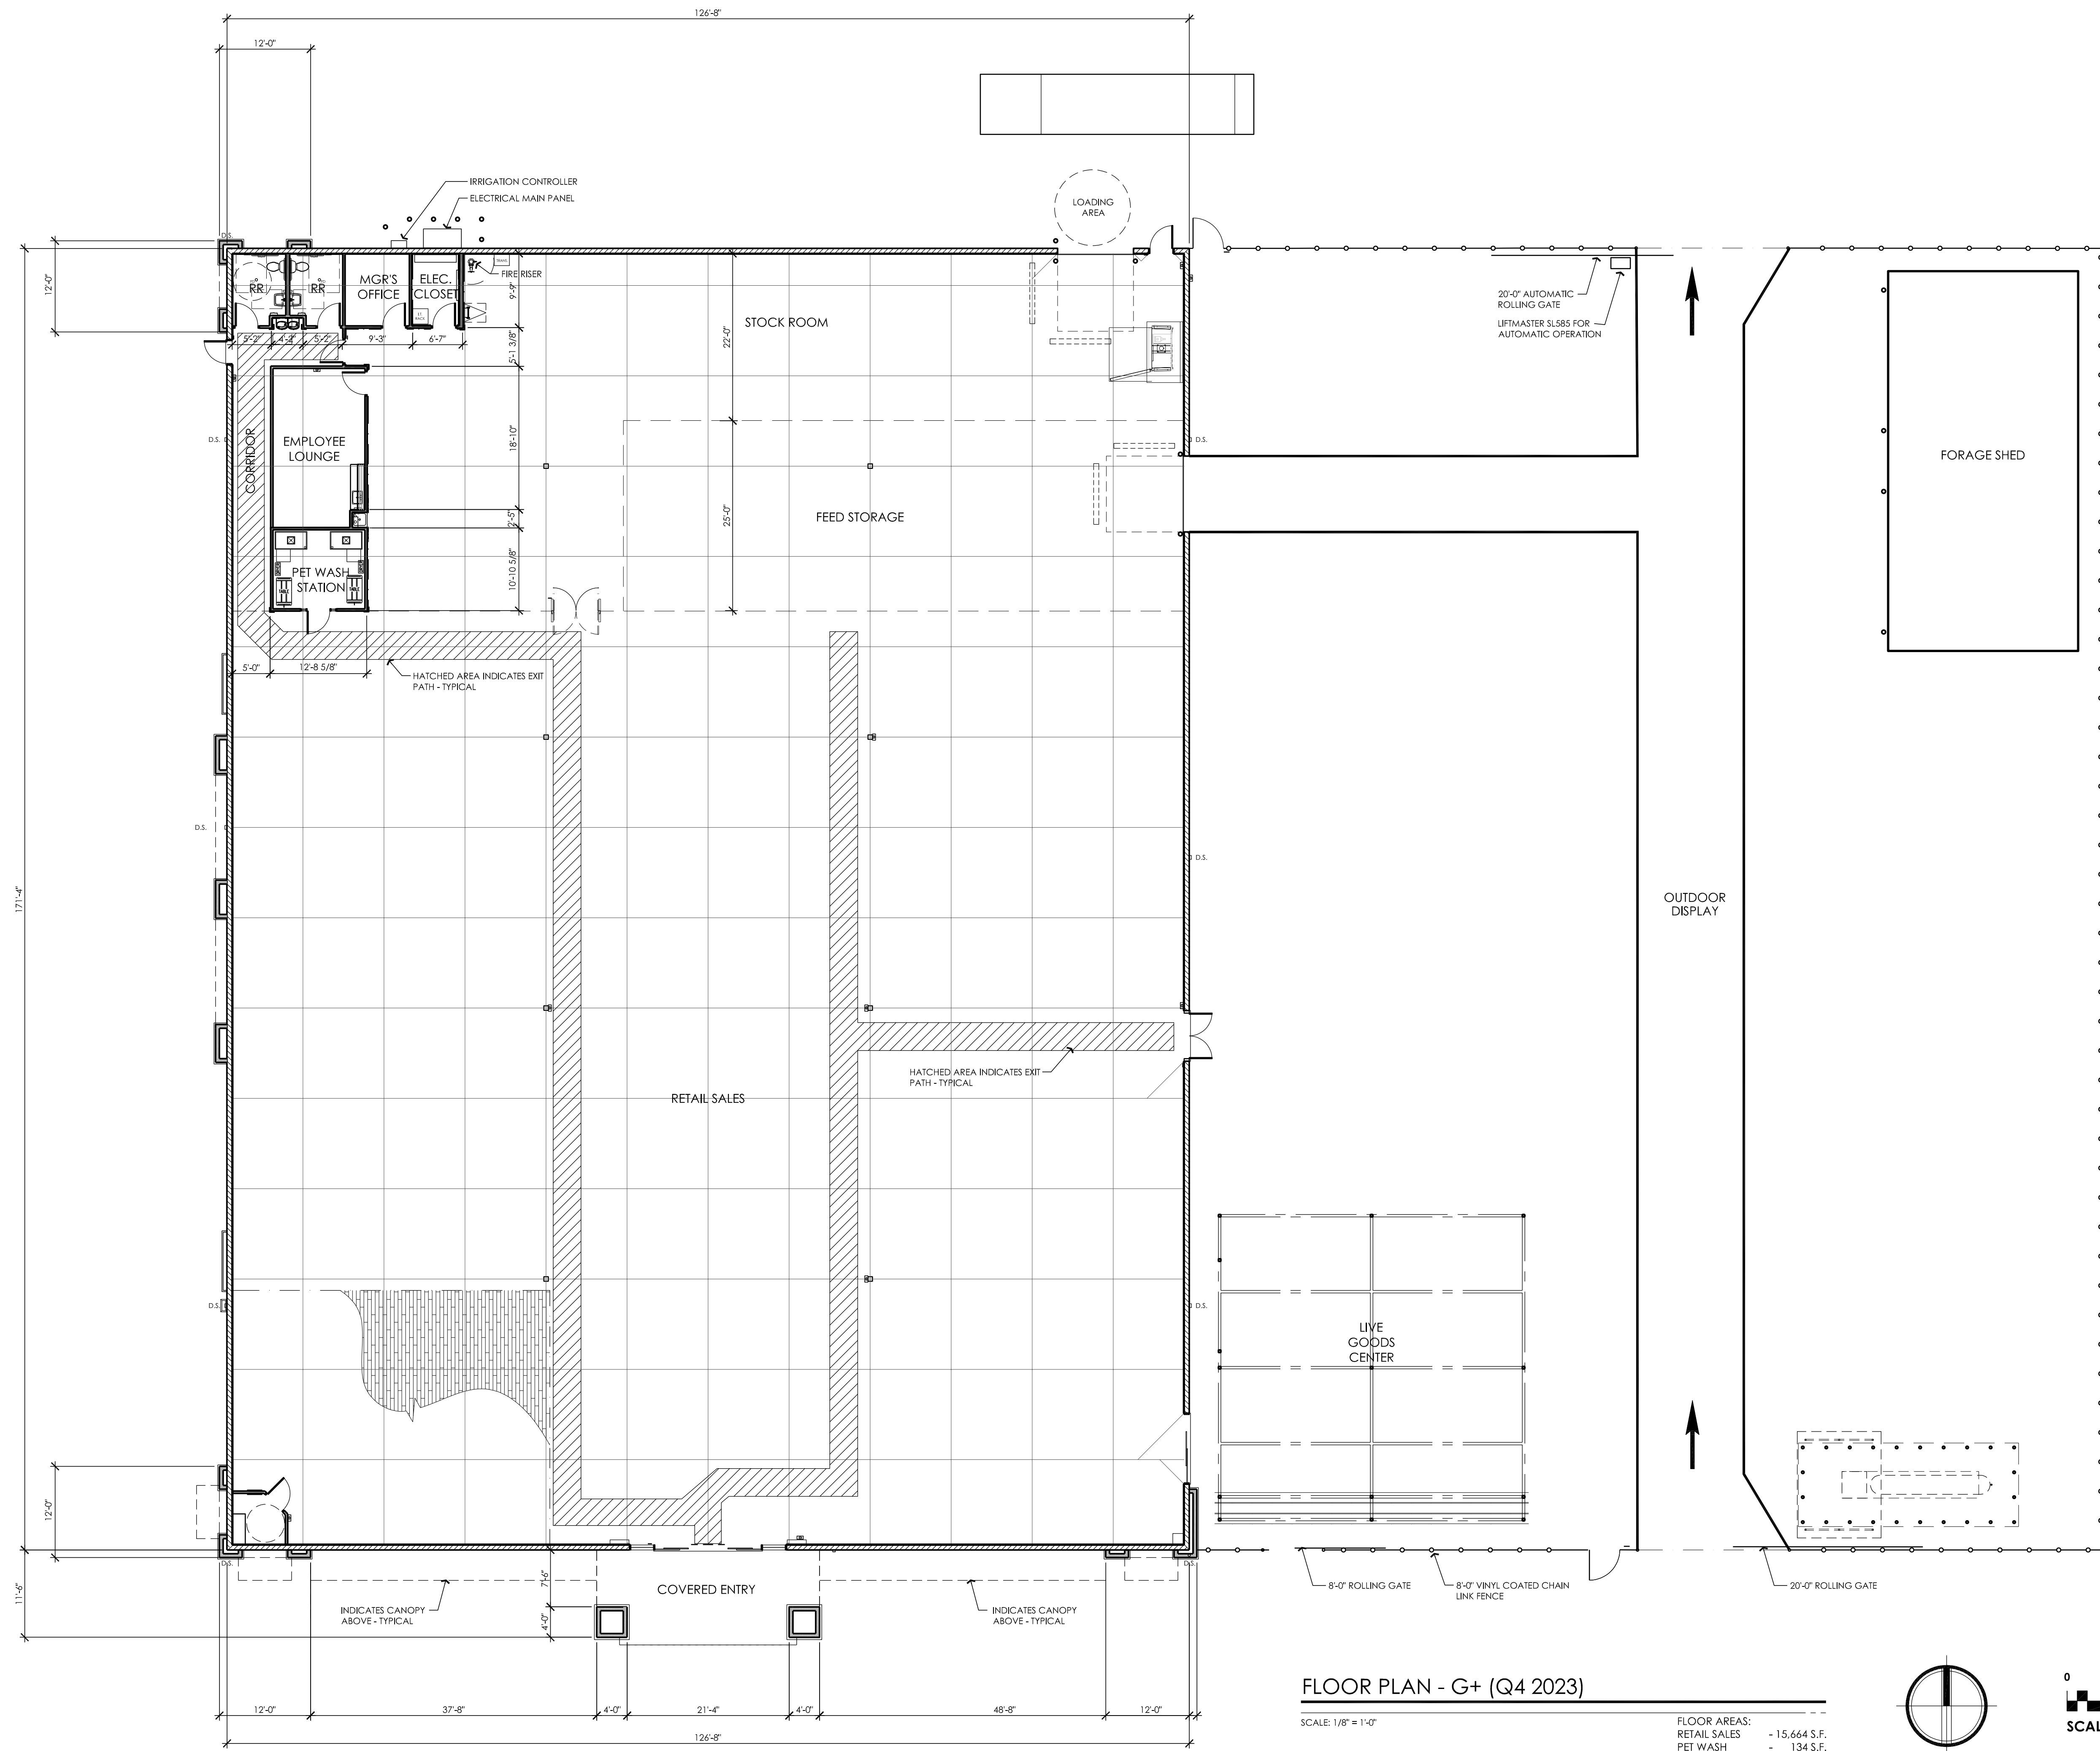 126'-8"
12'-0"
IRRIGATION CONTROLLER
ELECTRICAL MAIN PANEL
LOADING
AREA
D.S.
12'-0"
RR
RR
MGR'S
OFFICE
ELEC.
CLOSET
TRANS.
FIRE RISER
9'-9"
I.T.
RACK
STOCK ROOM
22'-0"
20'-0" AUTOMATIC
ROLLING GATE
LIFTMASTER SL585 FOR
AUTOMATIC OPERATION
5'-2"
4'-2"
5'-2"
9'-3"
6'-7"
5'-1 3/8"
D.S.
CORRIDOR
EMPLOYEE
LOUNGE
18'-10"
D.S.
FORAGE SHED
2'-5"
25'-0"
FEED STORAGE
PET WASH
STATION
TABLE
TABLE
10'-10 5/8"
5'-0"
12'-8 5/8"
HATCHED AREA INDICATES EXIT
PATH - TYPICAL
D.S.
D.S.
171'-4"
OUTDOOR
DISPLAY
HATCHED AREA INDICATES EXIT
PATH - TYPICAL
RETAIL SALES
D.S.
D.S.
LIVE
GOODS
CENTER
12'-0"
D.S.
D.S.
11'-6"
7'-6"
4'-0"
COVERED ENTRY
INDICATES CANOPY
ABOVE - TYPICAL
INDICATES CANOPY
ABOVE - TYPICAL
8'-0" ROLLING GATE
8'-0" VINYL COATED CHAIN
LINK FENCE
20'-0" ROLLING GATE
12'-0"
37'-8"
4'-0"
21'-4"
4'-0"
48'-8"
12'-0"
126'-8"
FLOOR PLAN - G+ (Q4 2023)
SCALE: 1/8" = 1'-0"
FLOOR AREAS:
RETAIL SALES - 15,664 S.F.
PET WASH - 134 S.F.
0